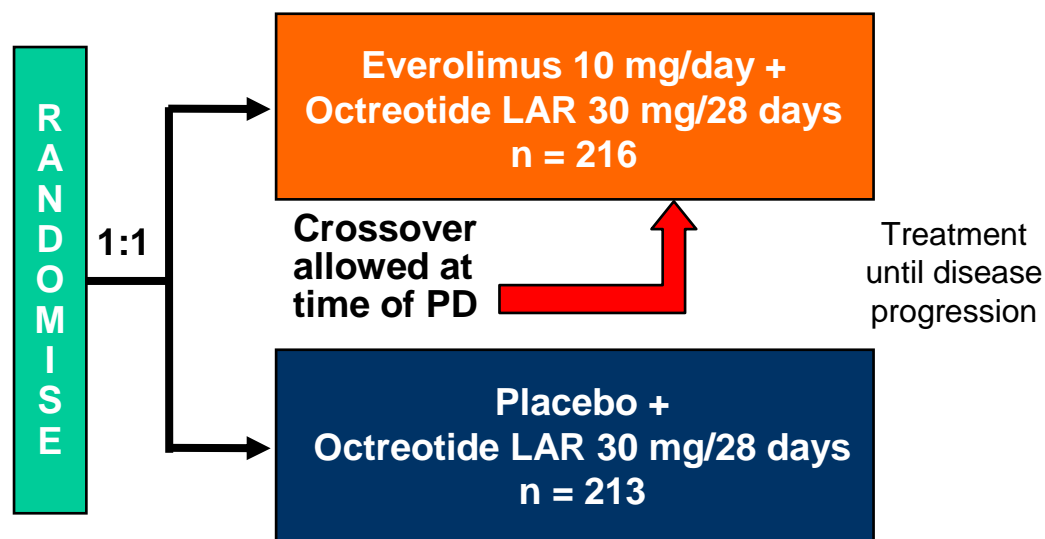 RANDOMISE
1:1
Everolimus 10 mg/day +
Octreotide LAR 30 mg/28 days
n = 216
Crossover
allowed at
time of PD
Treatment
until disease
progression
Placebo +
Octreotide LAR 30 mg/28 days
n = 213